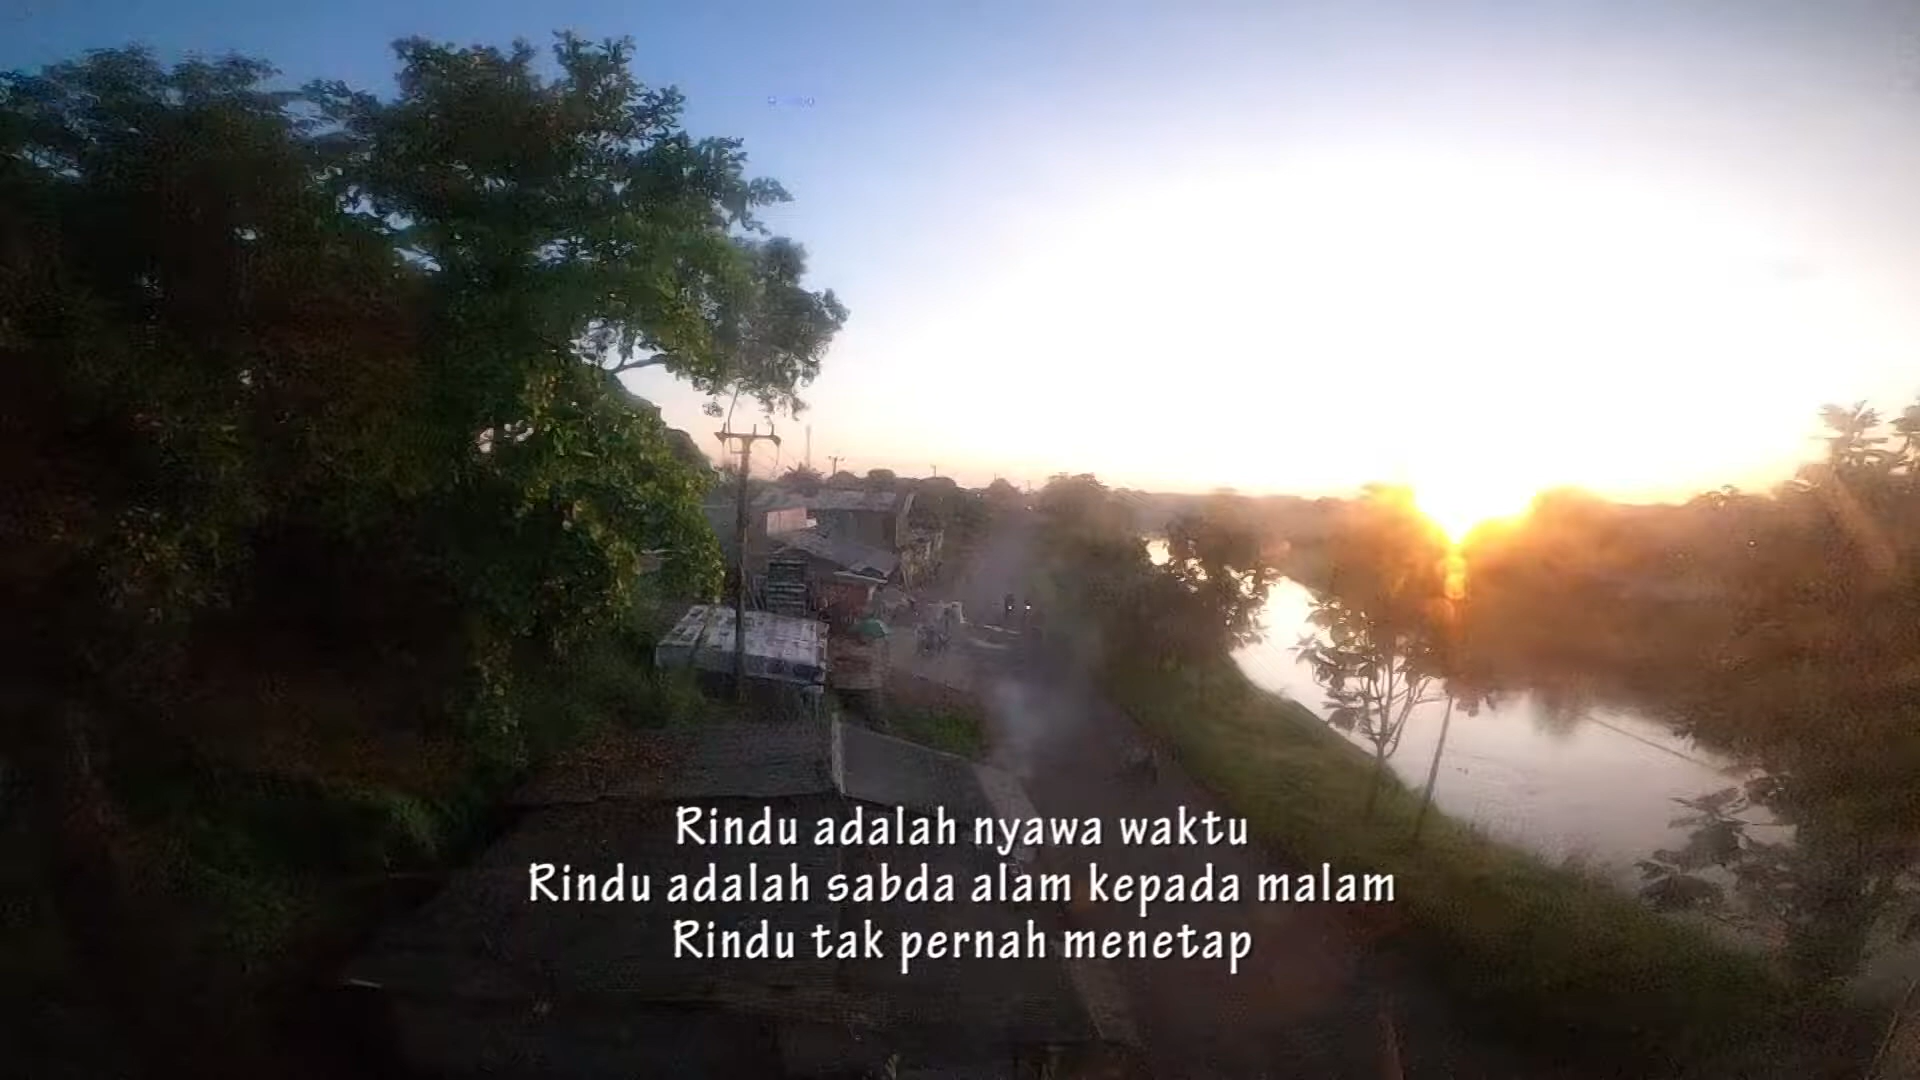 Rindu adalah nyawa waktu
Rindu adalah sabda alam kepada malam
Rindu tak pernah menetap